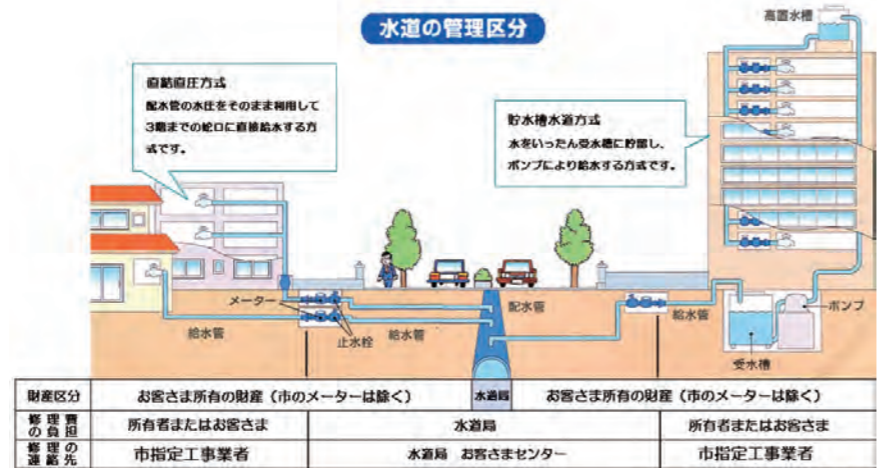 水道の管理区分
高置水槽
直結直圧方式
配水管の水圧をそのまま利用して
3階までの蛇口に直接給水する方
式です。
貯水槽水道方式
水をいったん受水槽に貯留し、
ポンプにより給水する方式です。
メーター
給水管
止水栓
給水管
配水管
給水管
ポンプ
受水槽
財産区分 お客さま所有の財産（市のメーターは除く） 水道局 お客さま所有の財産（市のメーターは除く）
修理費の負担 所有者またはお客さま 水道局 所有者またはお客さま
修理の連絡先 市指定工事業者 水道局 お客さまセンター 市指定工事業者